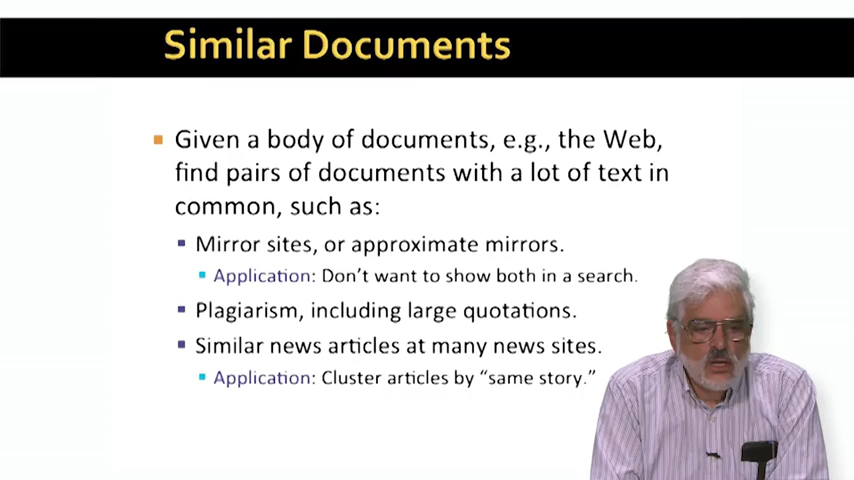 Similar Documents
Given a body of documents, e.g., the Web,
find pairs of documents with a lot of text in
common, such as:
Mirror sites, or approximate mirrors.
Application: Don't want to show both in a search.
Plagiarism, including large quotations.
Similar news articles at many news sites.
Application: Cluster articles by “same story.”